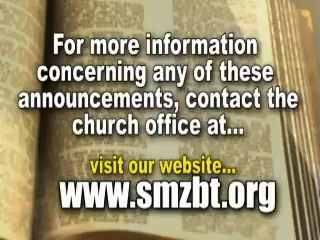 For more information
concerning any of these
announcements, contact the
church office at...
visit our website...
www.smzbt.org